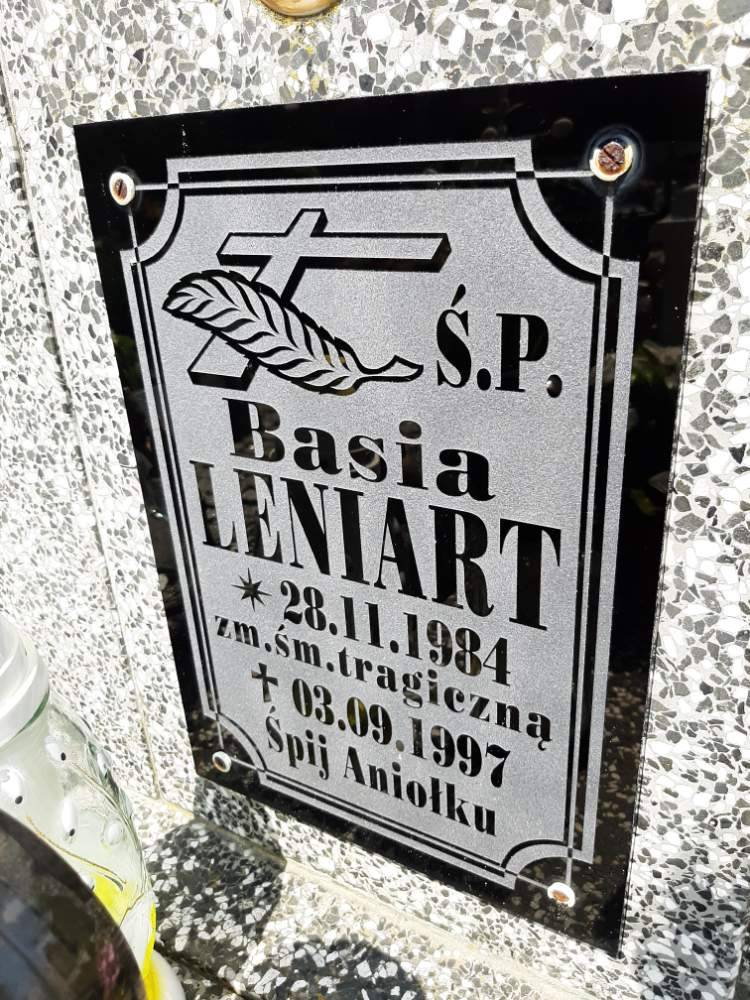 Ś.P.
Basia
LENIART
✴ 28.11.1984
zm.śm.tragiczną
✝ 03.09.1997
Śpij Aniołku